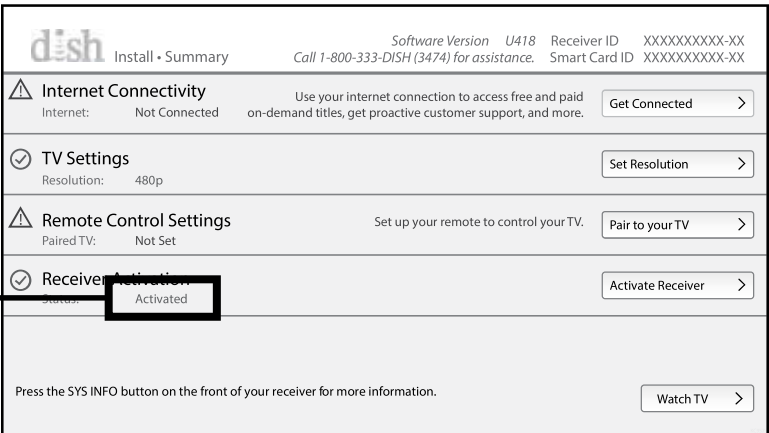 dish Install • Summary
Software Version U418 Receiver ID XXXXXXXXXX-XX
Call 1-800-333-DISH (3474) for assistance. Smart Card ID XXXXXXXXXX-XX
Internet Connectivity
Internet: Not Connected
Use your internet connection to access free and paid
on-demand titles, get proactive customer support, and more.
Get Connected
TV Settings
Resolution: 480p
Set Resolution
Remote Control Settings
Paired TV: Not Set
Set up your remote to control your TV.
Pair to your TV
Receiver Activation
Status: Activated
Activate Receiver
Press the SYS INFO button on the front of your receiver for more information.
Watch TV